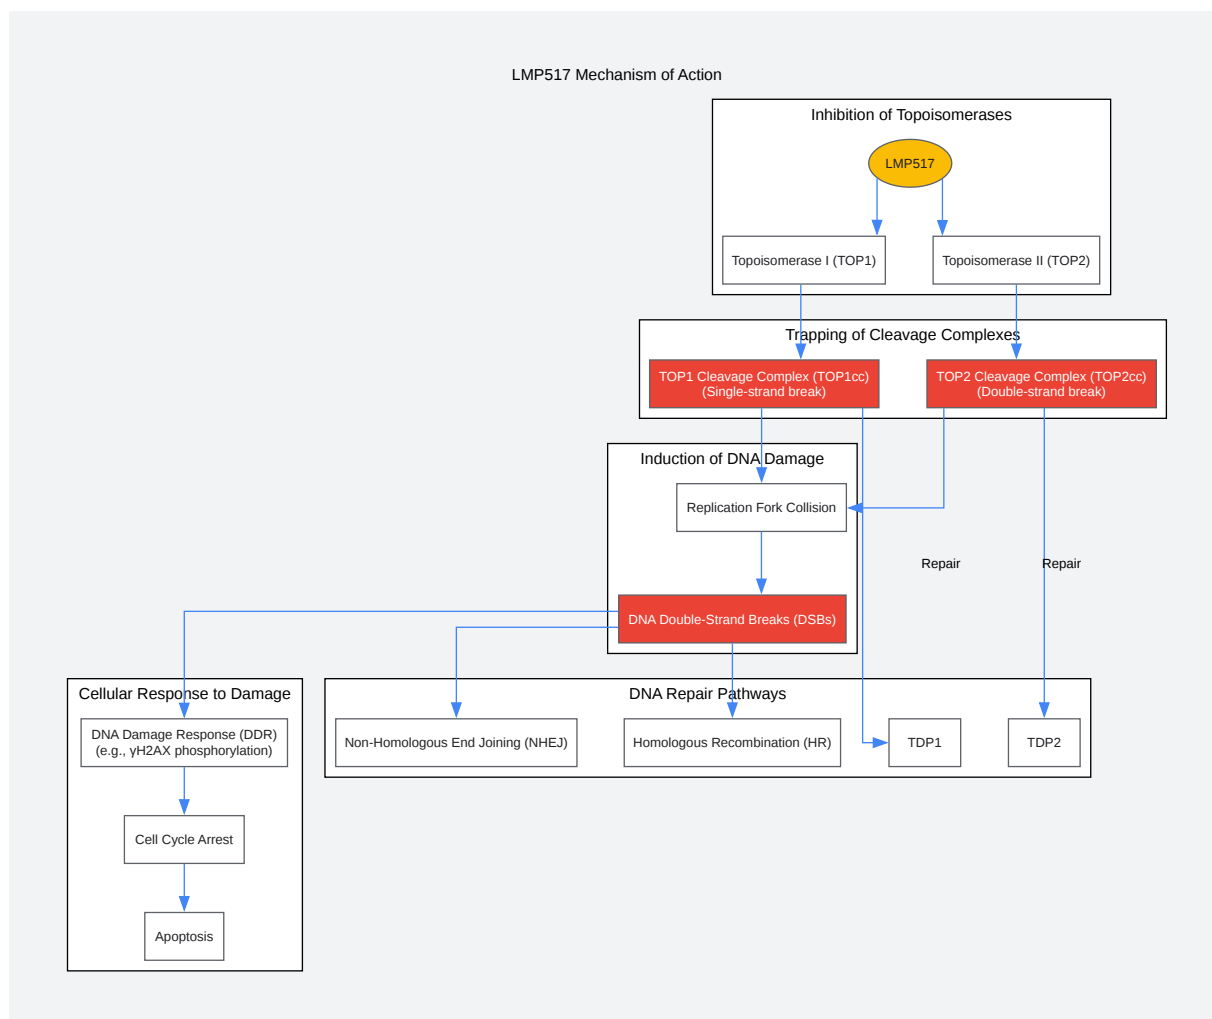 LMP517 Mechanism of Action
Inhibition of Topoisomerases
LMP517
Topoisomerase I (TOP1)
Topoisomerase II (TOP2)
Trapping of Cleavage Complexes
TOP1 Cleavage Complex (TOP1cc)
(Single-strand break)
TOP2 Cleavage Complex (TOP2cc)
(Double-strand break)
Induction of DNA Damage
Replication Fork Collision
Repair
Repair
DNA Double-Strand Breaks (DSBs)
Cellular Response to Damage
DNA Damage Response (DDR)
(e.g., γH2AX phosphorylation)
Cell Cycle Arrest
Apoptosis
DNA Repair Pathways
Non-Homologous End Joining (NHEJ)
Homologous Recombination (HR)
TDP1
TDP2